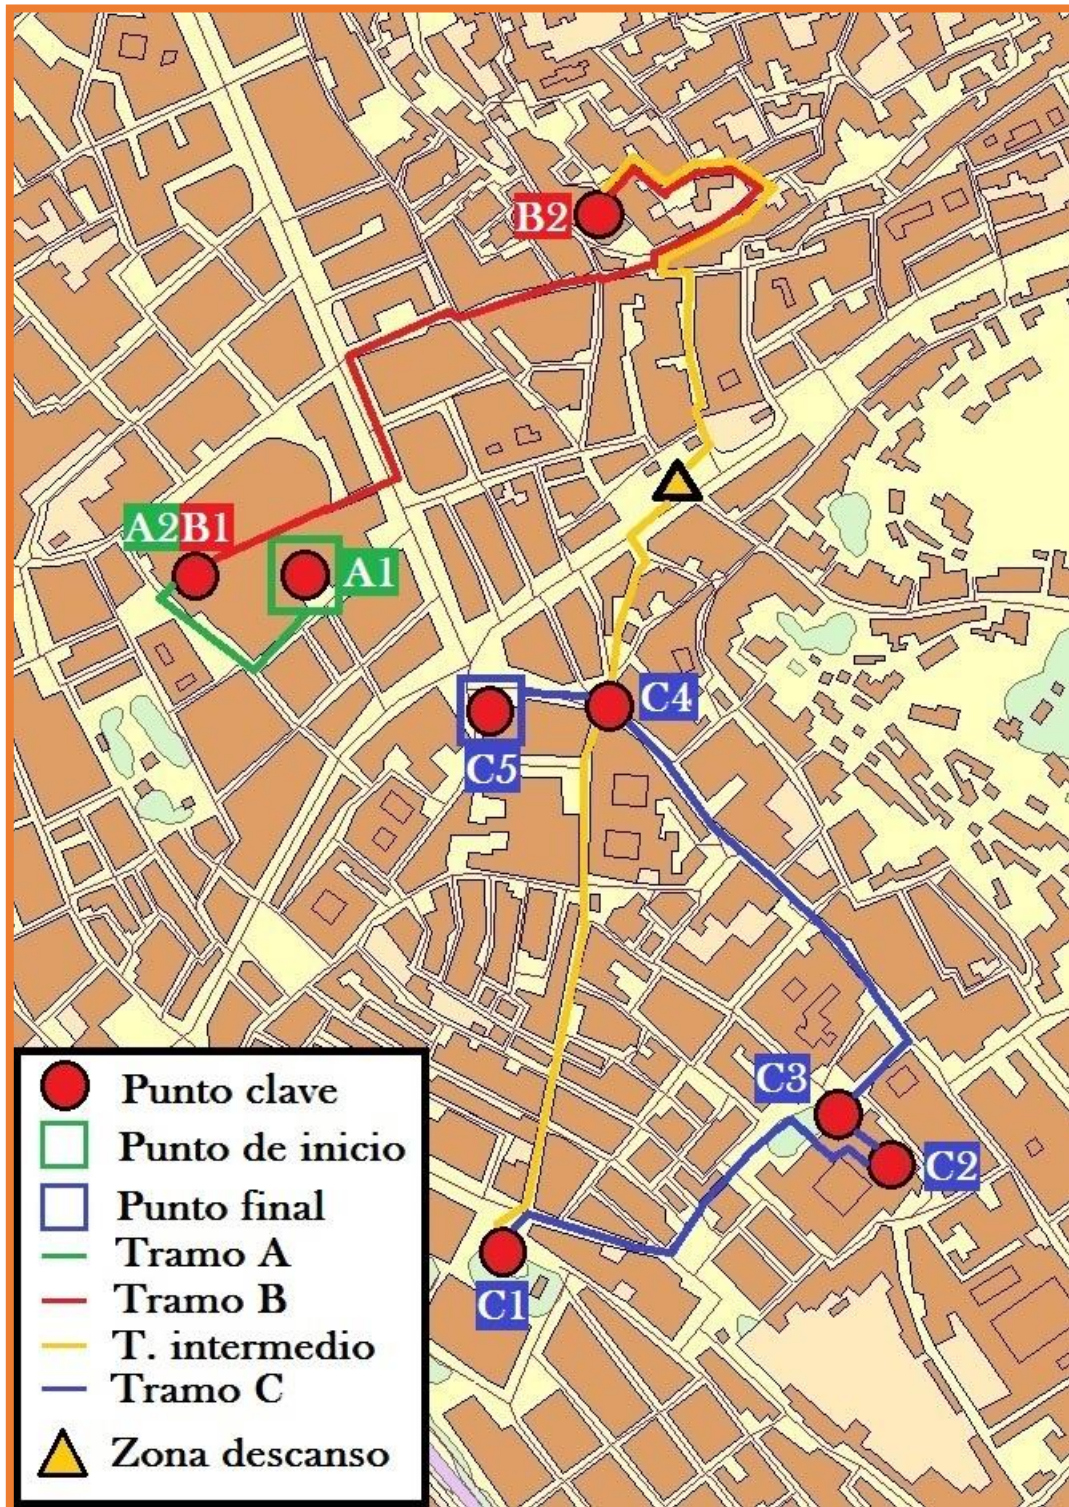 B2
A2B1
A1
C4
C5
C3
C2
C1
Punto clave
Punto de inicio
Punto final
Tramo A
Tramo B
T. intermedio
Tramo C
Zona descanso